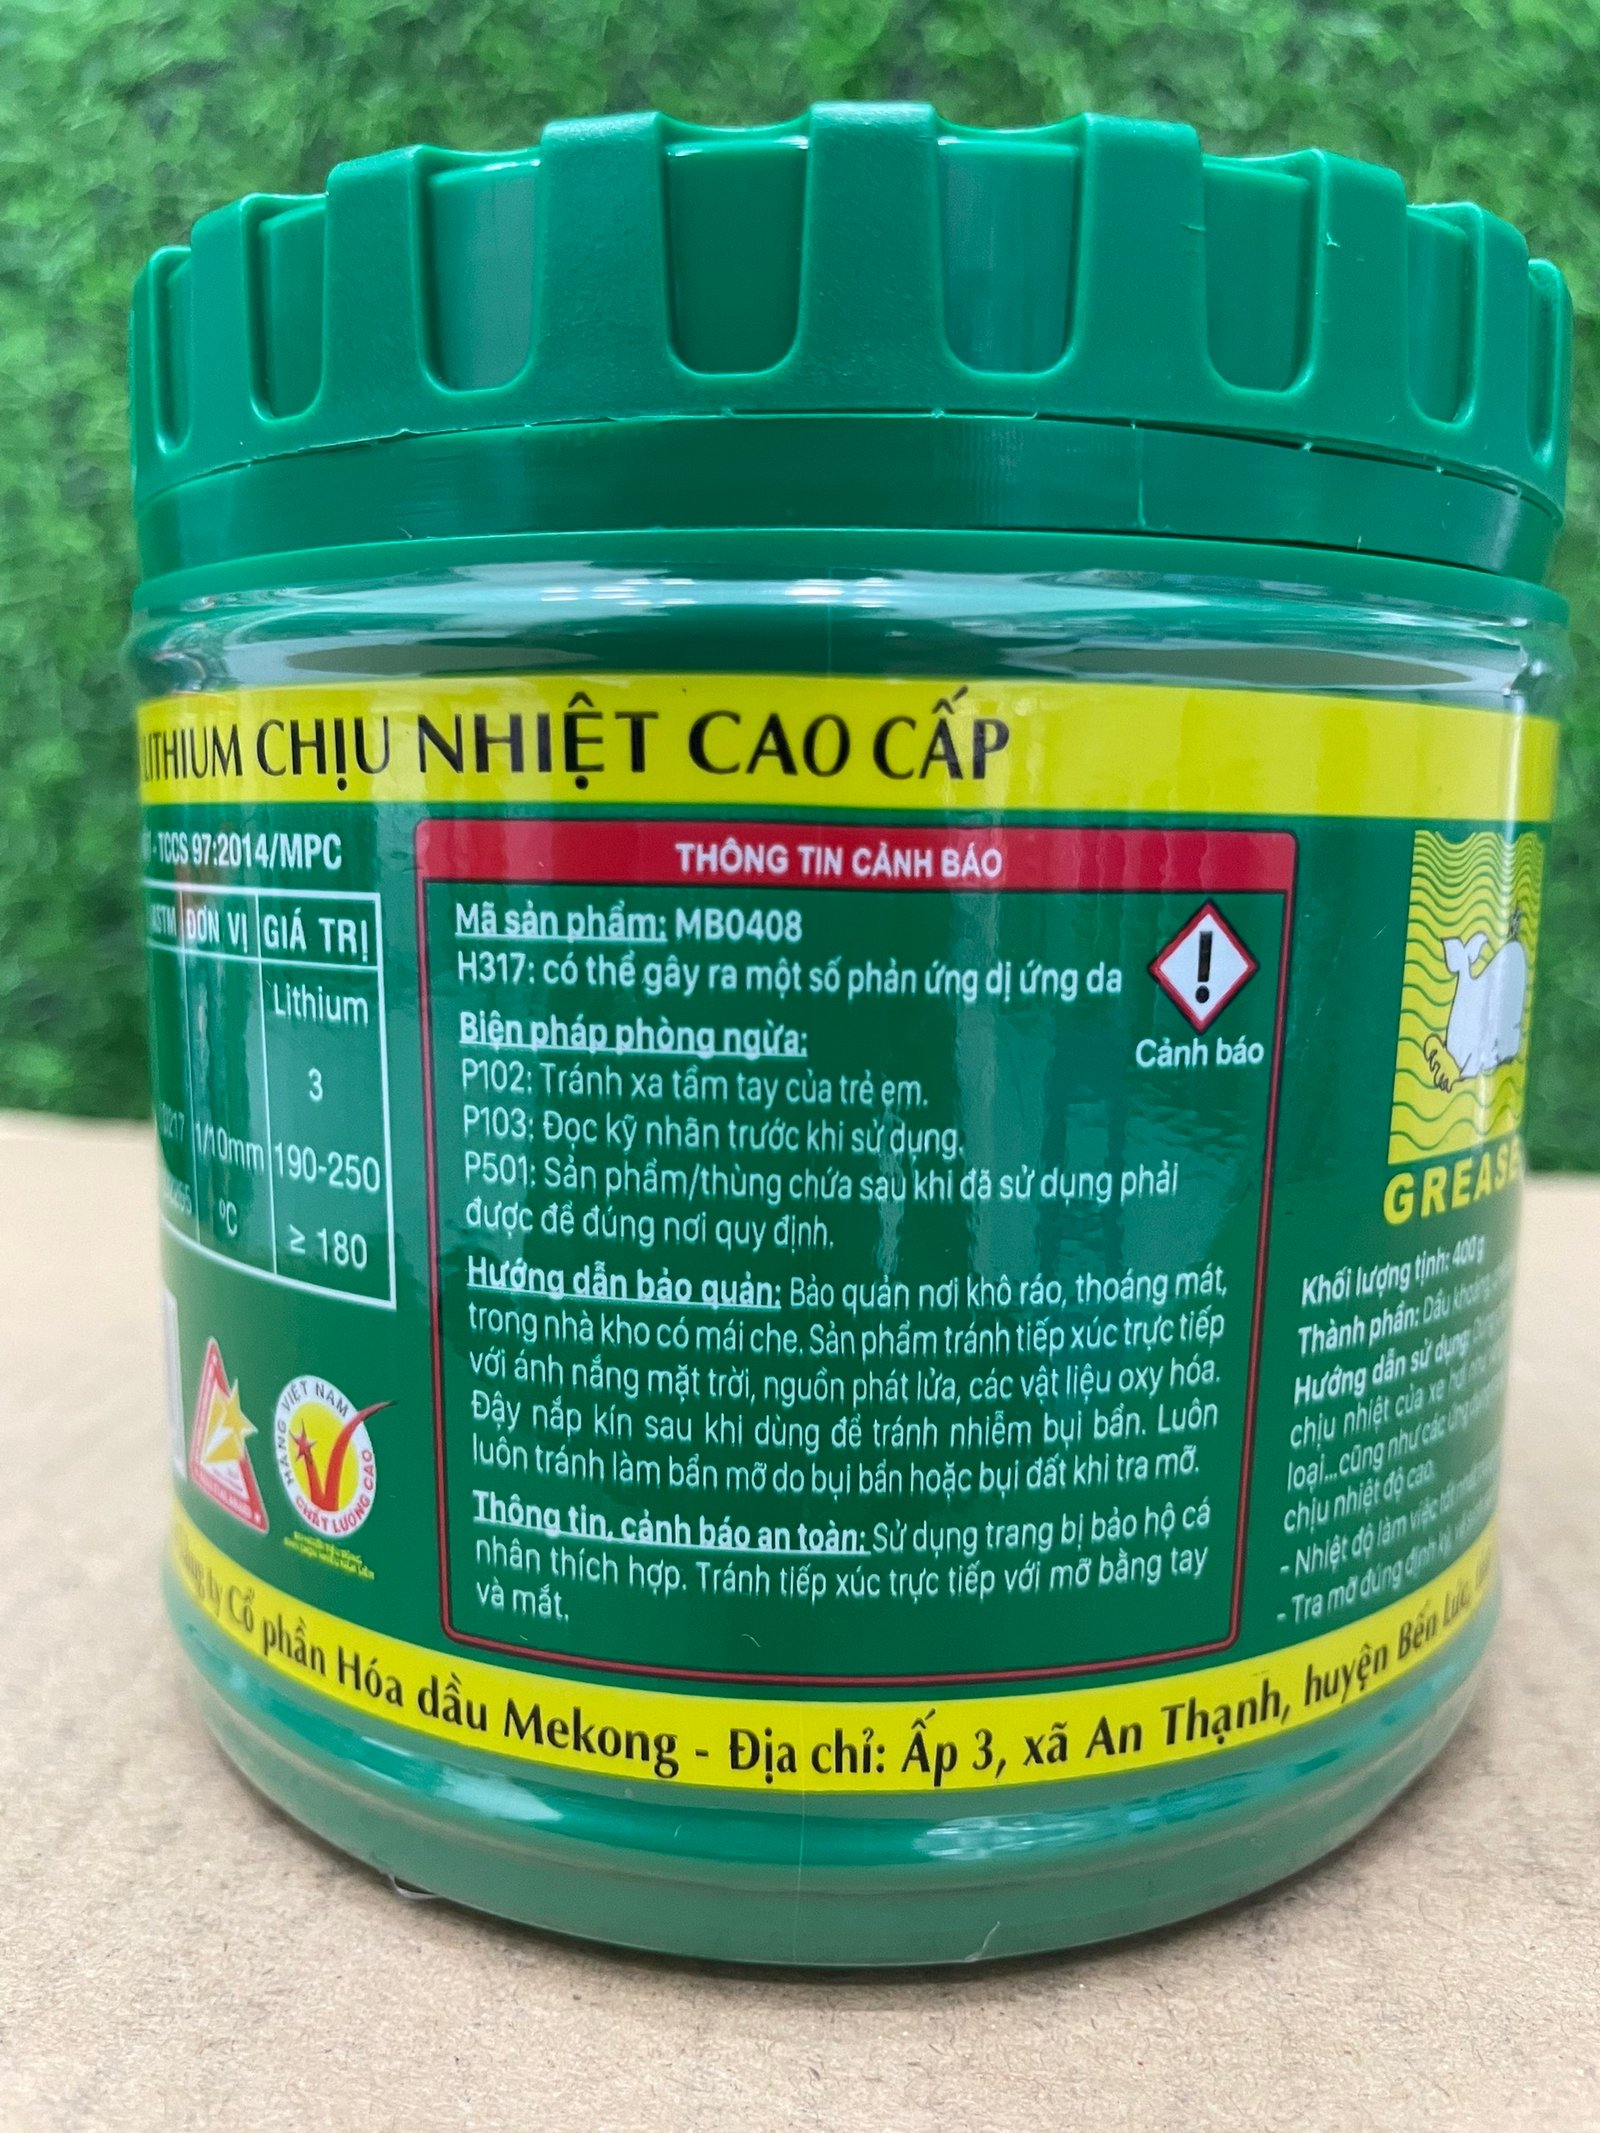 LITHIUM CHỊU NHIỆT CAO CẤP
- TCCS 97:2014/MPC
ASTM ĐƠN VỊ GIÁ TRỊ
Lithium
3
1/10mm 190-250
ºC ≥ 180
HÀNG VIỆT NAM
CHẤT LƯỢNG CAO
THÔNG TIN CẢNH BÁO
Mã sản phẩm: MB0408
H317: có thể gây ra một số phản ứng dị ứng da
Cảnh báo
Biện pháp phòng ngừa:
P102: Tránh xa tầm tay của trẻ em.
P103: Đọc kỹ nhãn trước khi sử dụng.
P501: Sản phẩm/thùng chứa sau khi đã sử dụng phải
được để đúng nơi quy định.
Hướng dẫn bảo quản: Bảo quản nơi khô ráo, thoáng mát,
trong nhà kho có mái che. Sản phẩm tránh tiếp xúc trực tiếp
với ánh nắng mặt trời, nguồn phát lửa, các vật liệu oxy hóa.
Đậy nắp kín sau khi dùng để tránh nhiễm bụi bẩn. Luôn
luôn tránh làm bẩn mỡ do bụi bẩn hoặc bụi đất khi tra mỡ.
Thông tin, cảnh báo an toàn: Sử dụng trang bị bảo hộ cá
nhân thích hợp. Tránh tiếp xúc trực tiếp với mỡ bằng tay
và mắt.
GREASE
Khối lượng tịnh: 400g
Thành phần: Dầu khoáng,
Hướng dẫn sử dụng:
chịu nhiệt của xe hơi
loại...cũng như các ứng dụng
chịu nhiệt độ cao.
- Nhiệt độ làm việc tốt nhất
- Tra mỡ đúng định kỳ,
ty Cổ phần Hóa dầu Mekong - Địa chỉ: Ấp 3, xã An Thạnh, huyện Bến Lức,